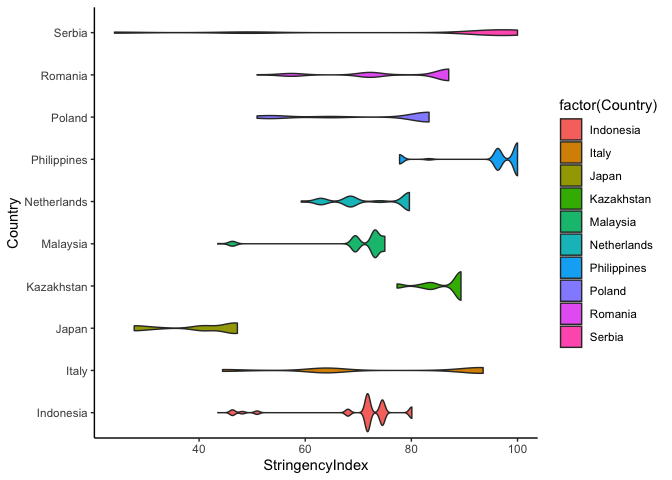 Serbia
Romania
Poland
Philippines
Netherlands
Malaysia
Kazakhstan
Japan
Italy
Indonesia
Country
40 60 80 100
StringencyIndex
factor(Country)
Indonesia
Italy
Japan
Kazakhstan
Malaysia
Netherlands
Philippines
Poland
Romania
Serbia